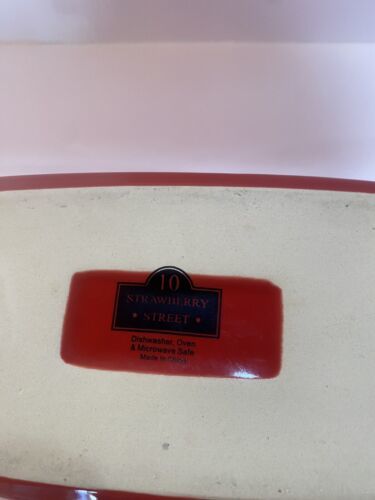 10
STRAWBERRY
• STREET •
Dishwasher, Oven
& Microwave Safe
Made In China